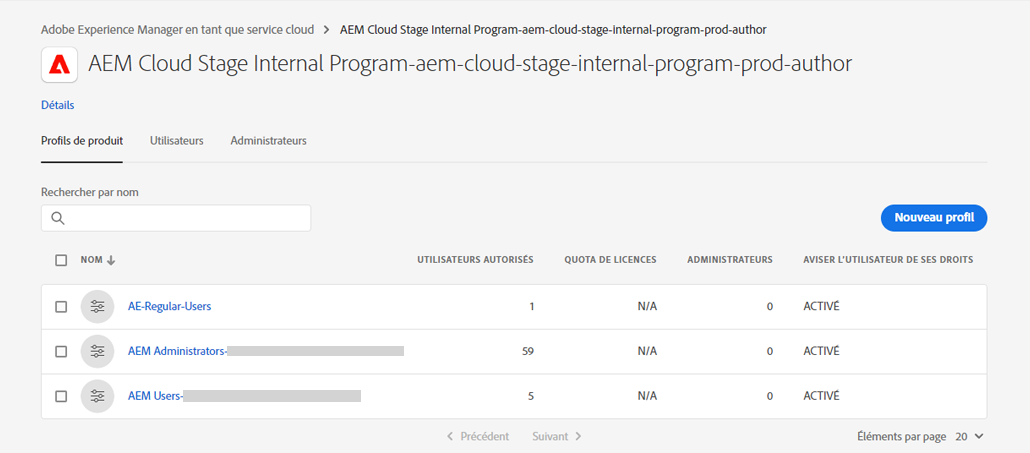 Adobe Experience Manager en tant que service cloud > AEM Cloud Stage Internal Program-aem-cloud-stage-internal-program-prod-author
AEM Cloud Stage Internal Program-aem-cloud-stage-internal-program-prod-author
Détails
Profils de produit Utilisateurs Administrateurs
Rechercher par nom
Nouveau profil
NOM UTILISATEURS AUTORISÉS QUOTA DE LICENCES ADMINISTRATEURS AVISER L'UTILISATEUR DE SES DROITS
AE-Regular-Users 1 N/A 0 ACTIVÉ
AEM Administrators- 59 N/A 0 ACTIVÉ
AEM Users- 5 N/A 0 ACTIVÉ
Précédent Suivant Éléments par page 20